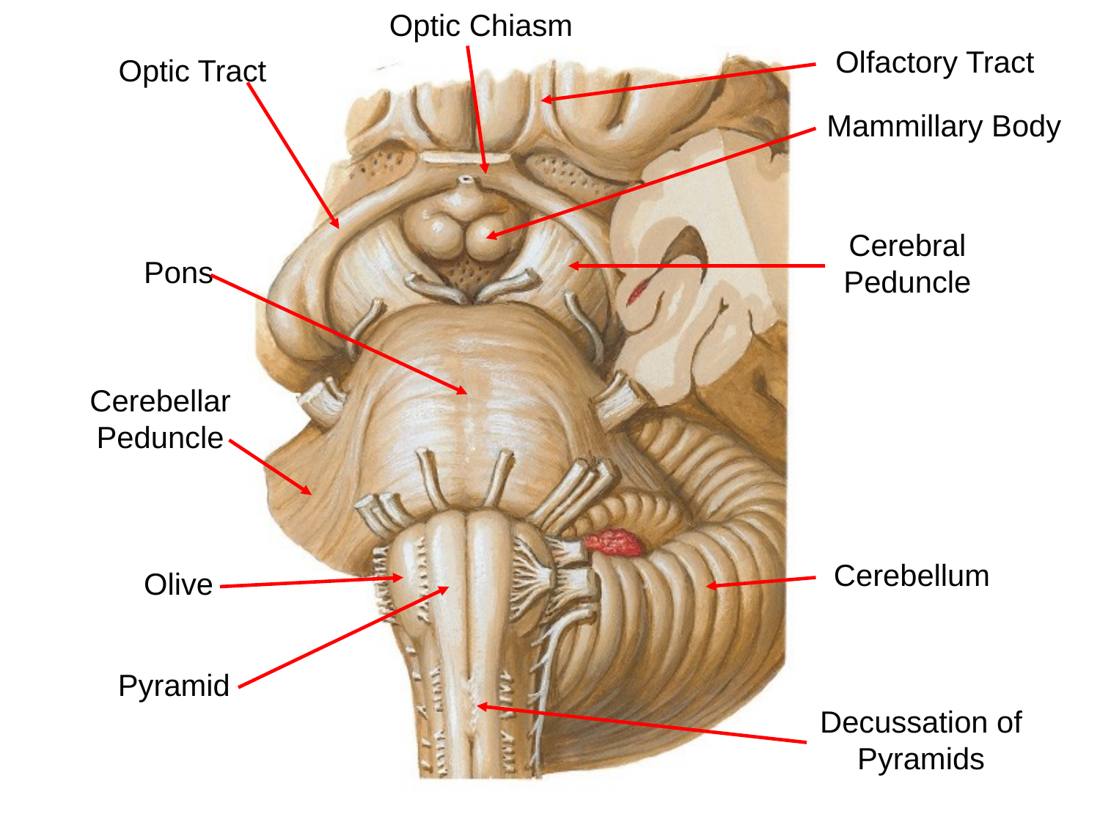 Optic Chiasm
Optic Tract
Olfactory Tract
Mammillary Body
Cerebral
Peduncle
Pons
Cerebellar
Peduncle
Olive
Cerebellum
Pyramid
Decussation of
Pyramids